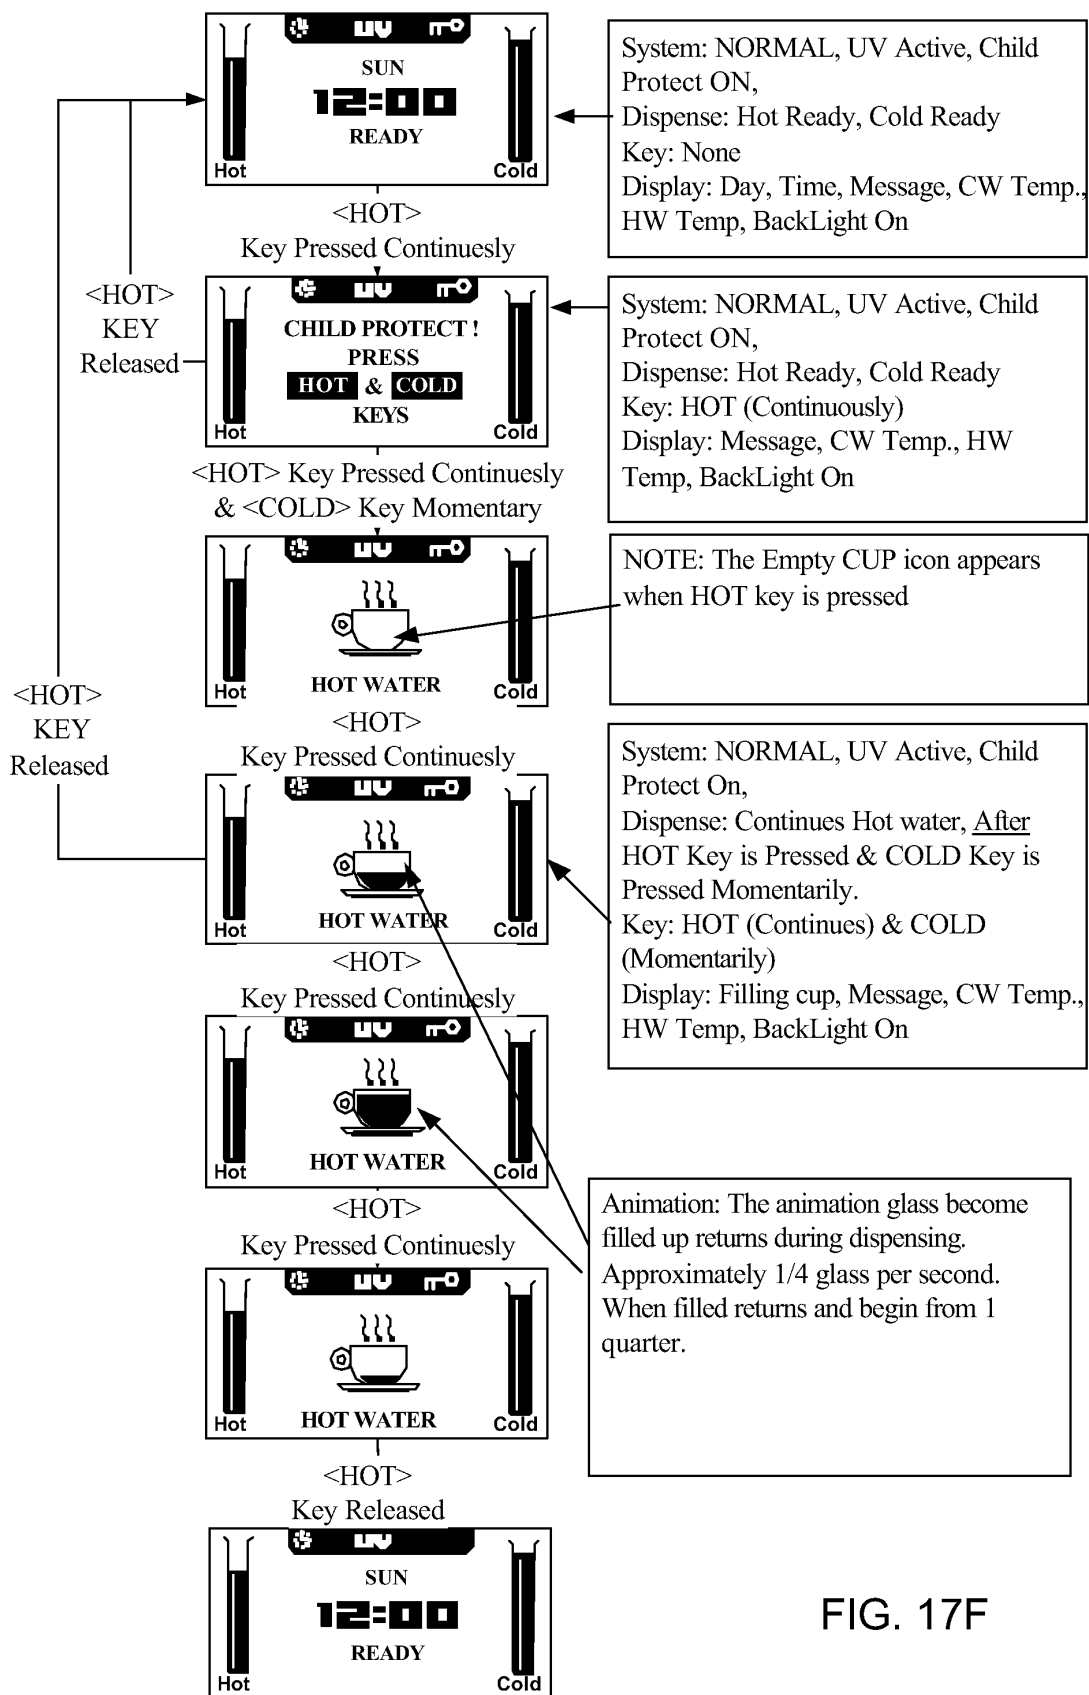 UV
SUN
12:00
READY
Hot
Cold
System: NORMAL, UV Active, Child
Protect ON,
Dispense: Hot Ready, Cold Ready
Key: None
Display: Day, Time, Message, CW Temp.,
HW Temp, BackLight On
<HOT>
Key Pressed Continuesly
<HOT>
KEY
Released
UV
CHILD PROTECT !
PRESS
HOT & COLD
KEYS
Hot
Cold
System: NORMAL, UV Active, Child
Protect ON,
Dispense: Hot Ready, Cold Ready
Key: HOT (Continuously)
Display: Message, CW Temp., HW
Temp, BackLight On
<HOT> Key Pressed Continuesly
& <COLD> Key Momentary
UV
HOT WATER
Hot
Cold
NOTE: The Empty CUP icon appears
when HOT key is pressed
<HOT>
KEY
Released
<HOT>
Key Pressed Continuesly
UV
HOT WATER
Hot
Cold
System: NORMAL, UV Active, Child
Protect On,
Dispense: Continues Hot water, After
HOT Key is Pressed & COLD Key is
Pressed Momentarily.
Key: HOT (Continues) & COLD
(Momentarily)
Display: Filling cup, Message, CW Temp.,
HW Temp, BackLight On
<HOT>
Key Pressed Continuesly
UV
HOT WATER
Hot
Cold
<HOT>
Key Pressed Continuesly
Animation: The animation glass become
filled up returns during dispensing.
Approximately 1/4 glass per second.
When filled returns and begin from 1
quarter.
UV
HOT WATER
Hot
Cold
<HOT>
Key Released
UV
SUN
12:00
READY
Hot
Cold
FIG. 17F